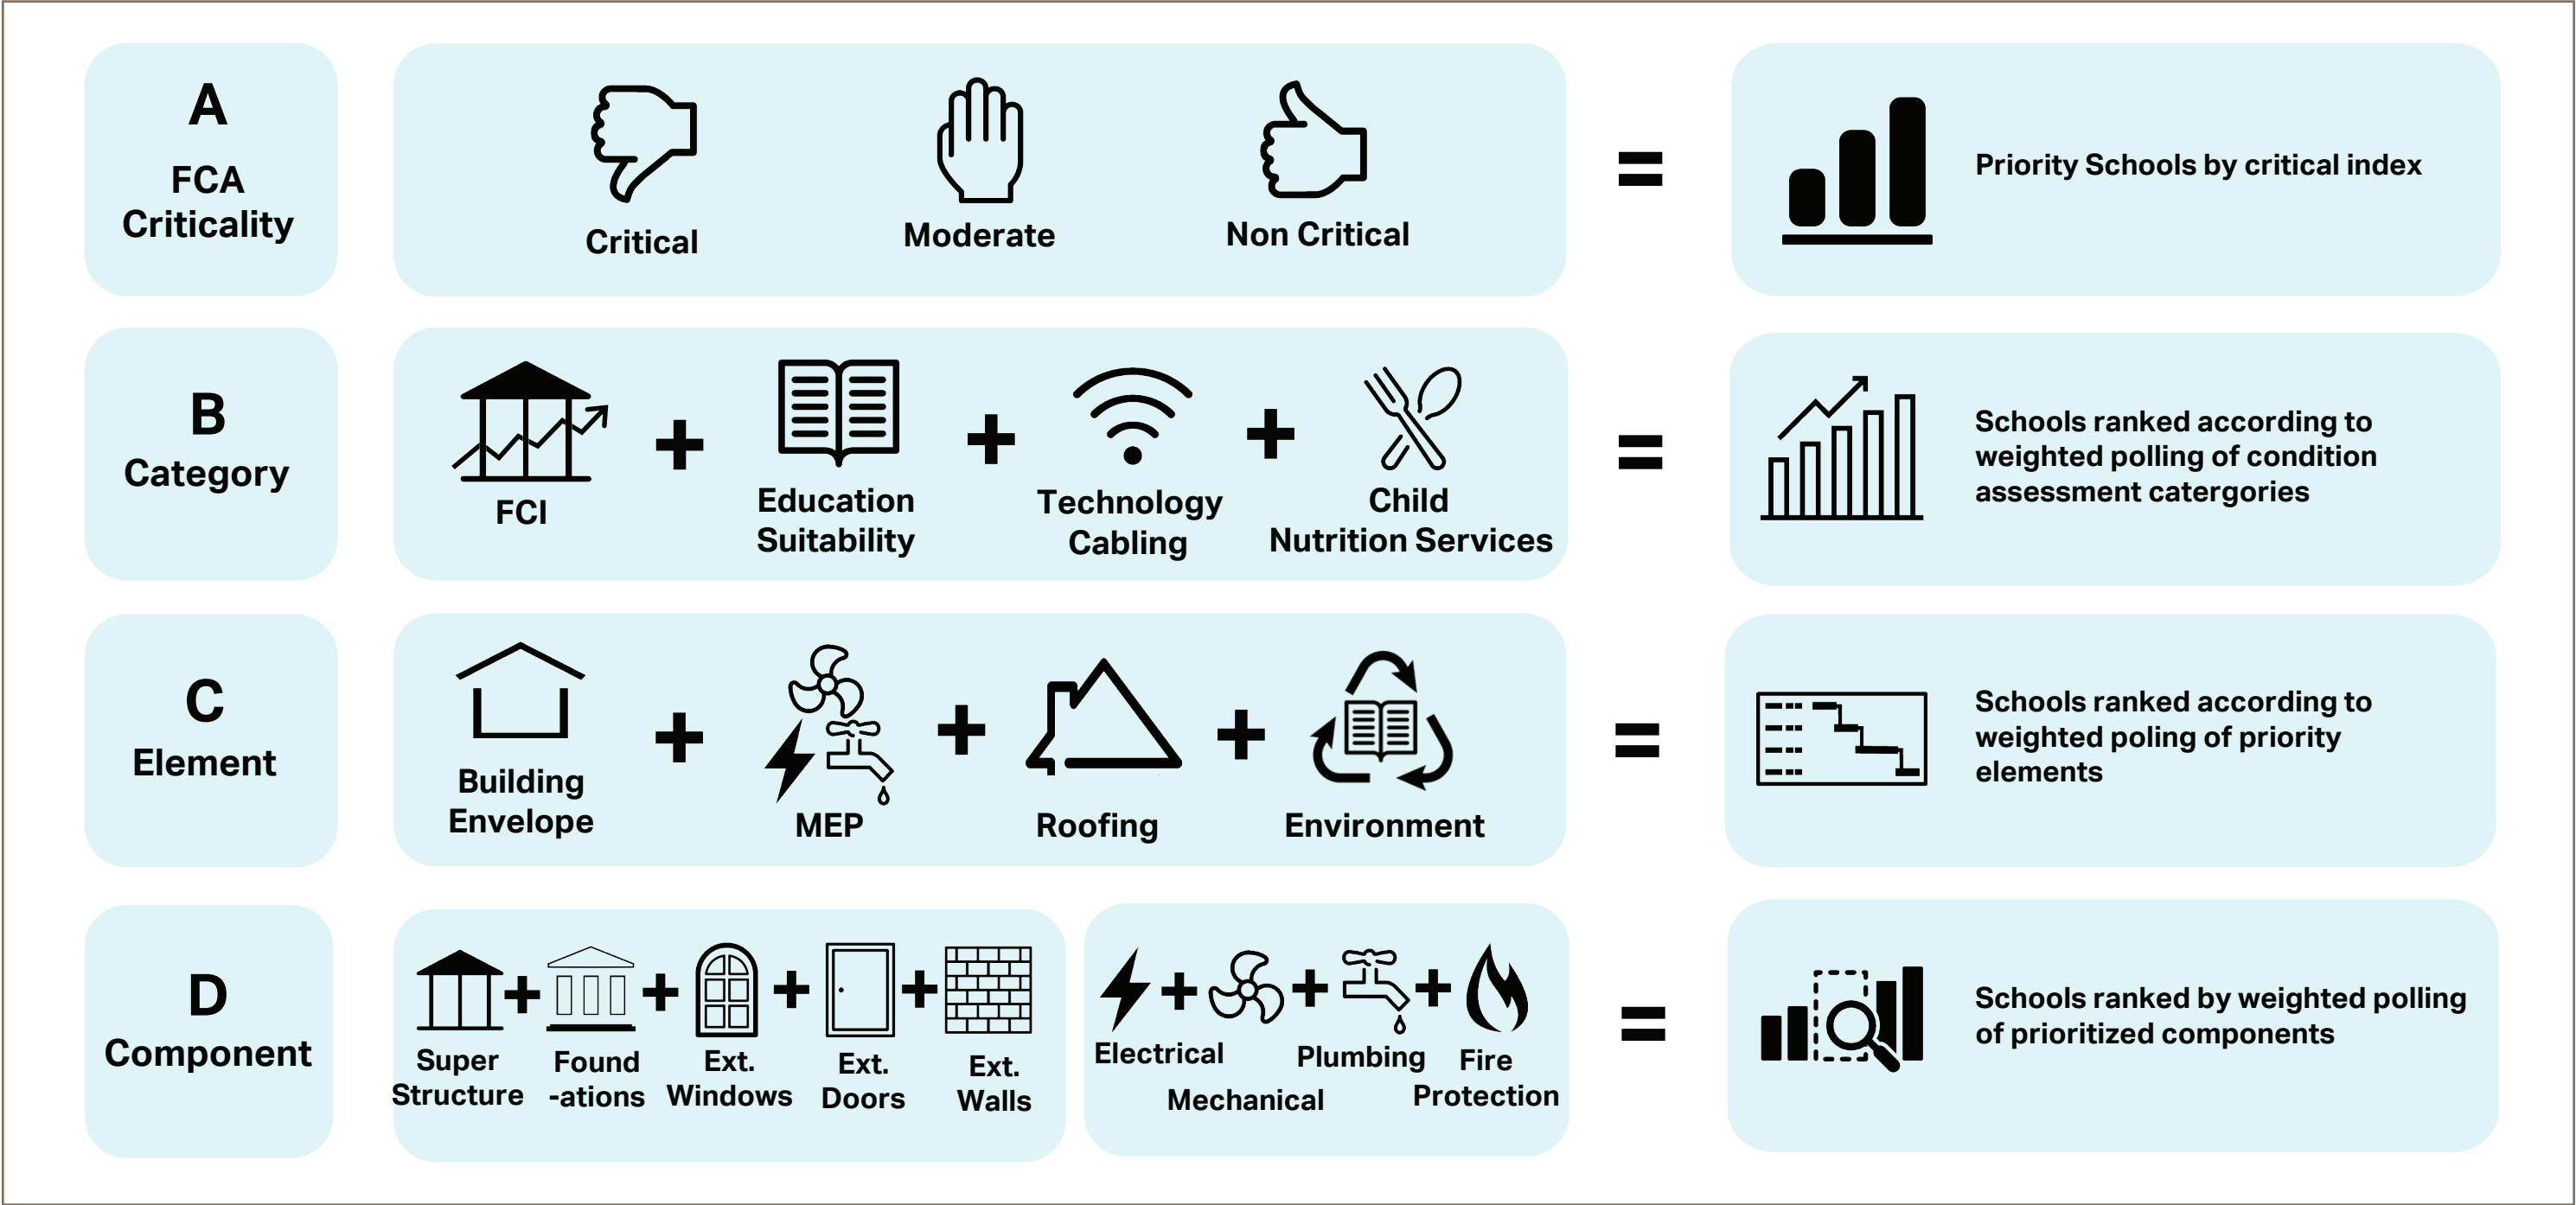 A
FCA
Criticality
Critical
Moderate
Non Critical
=
Priority Schools by critical index
B
Category
FCI
+
Education
Suitability
+
Technology
Cabling
+
Child
Nutrition Services
=
Schools ranked according to
weighted polling of condition
assessment catergories
C
Element
Building
Envelope
+
MEP
+
Roofing
+
Environment
=
Schools ranked according to
weighted poling of priority
elements
D
Component
Super
Structure
+
Found
-ations
+
Ext.
Windows
+
Ext.
Doors
+
Ext.
Walls
Electrical
+
Mechanical
+
Plumbing
+
Fire
Protection
=
Schools ranked by weighted polling
of prioritized components